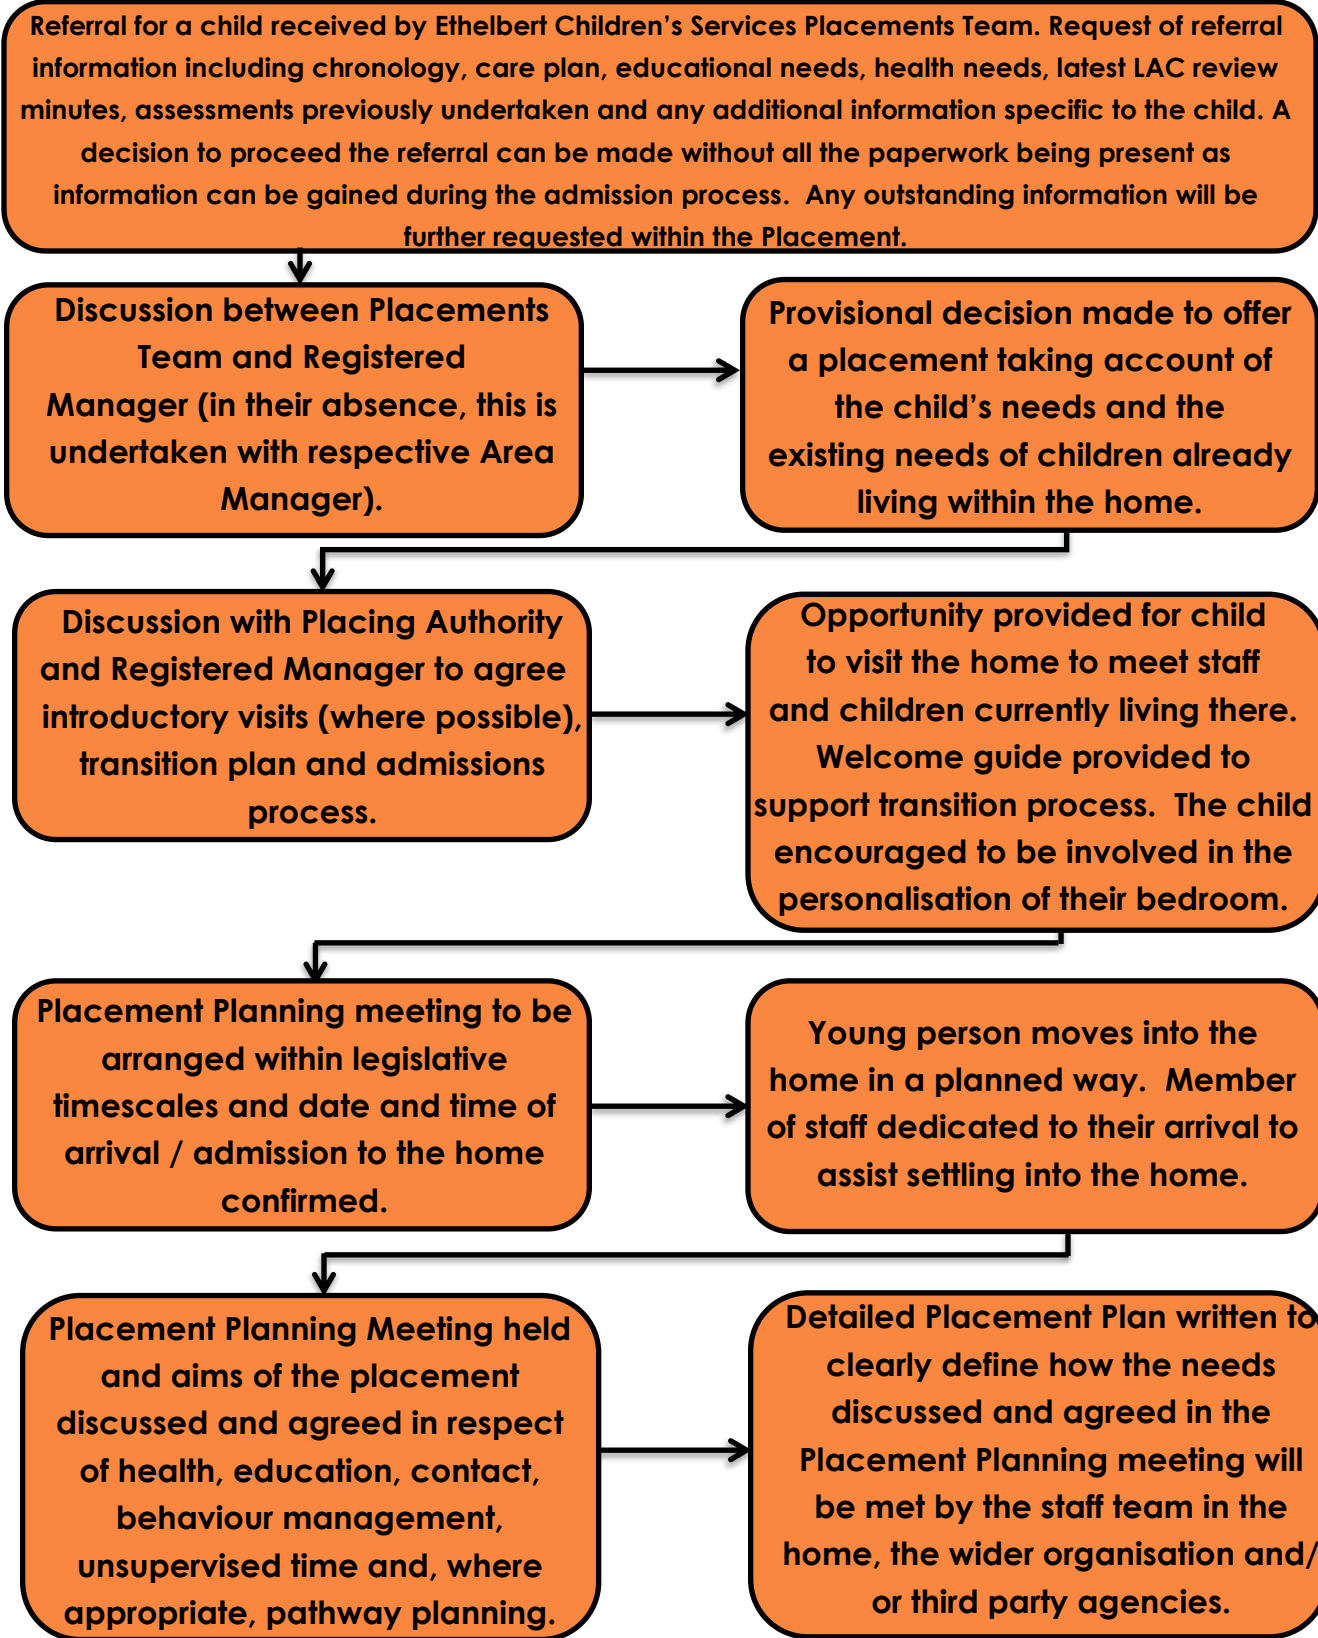 Referral for a child received by Ethelbert Children’s Services Placements Team. Request of referral
information including chronology, care plan, educational needs, health needs, latest LAC review
minutes, assessments previously undertaken and any additional information specific to the child. A
decision to proceed the referral can be made without all the paperwork being present as
information can be gained during the admission process.  Any outstanding information will be
further requested within the Placement.
Discussion between Placements
Team and Registered
Manager (in their absence, this is
undertaken with respective Area
Manager).
Provisional decision made to offer
a placement taking account of
the child’s needs and the
existing needs of children already
living within the home.
Discussion with Placing Authority
and Registered Manager to agree
introductory visits (where possible),
transition plan and admissions
process.
Opportunity provided for child
to visit the home to meet staff
and children currently living there.
Welcome guide provided to
support transition process.  The child
encouraged to be involved in the
personalisation of their bedroom.
Placement Planning meeting to be
arranged within legislative
timescales and date and time of
arrival / admission to the home
confirmed.
Young person moves into the
home in a planned way.  Member
of staff dedicated to their arrival to
assist settling into the home.
Placement Planning Meeting held
and aims of the placement
discussed and agreed in respect
of health, education, contact,
behaviour management,
unsupervised time and, where
appropriate, pathway planning.
Detailed Placement Plan written to
clearly define how the needs
discussed and agreed in the
Placement Planning meeting will
be met by the staff team in the
home, the wider organisation and/
or third party agencies.